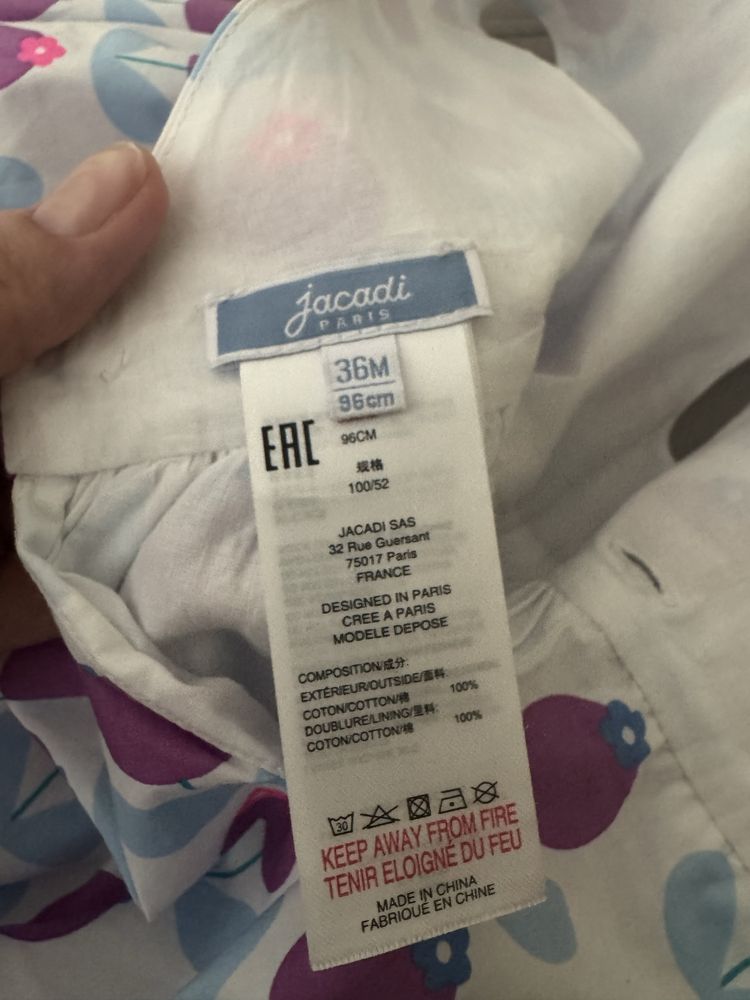 jacadi
PARIS
36M
96cm
EAC
96CM
规格
100/52
JACADI SAS
32 Rue Guersant
75017 Paris
FRANCE
DESIGNED IN PARIS
CREE A PARIS
MODELE DEPOSE
COMPOSITION/成分:
EXTÉRIEUR/OUTSIDE/面料:
COTON/COTTON/棉 100%
DOUBLURE/LINING/里料:
COTON/COTTON/棉 100%
30
KEEP AWAY FROM FIRE
TENIR ELOIGNÉ DU FEU
MADE IN CHINA
FABRIQUE EN CHINE